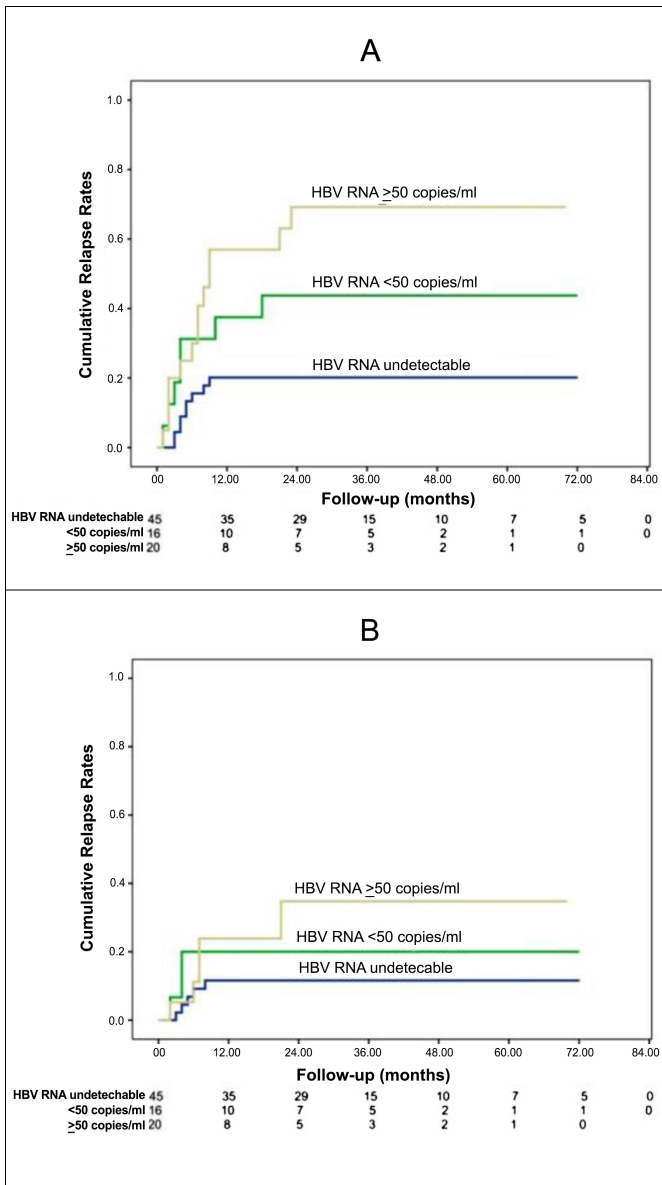 A
Cumulative Relapse Rates
1.0
0.8
0.6
0.4
0.2
0.0
HBV RNA ≥50 copies/ml
HBV RNA <50 copies/ml
HBV RNA undetectable
00 12.00 24.00 36.00 48.00 60.00 72.00 84.00
Follow-up (months)
HBV RNA undetechable 45 35 29 15 10 7 5 0
<50 copies/ml 16 10 7 5 2 1 1 0
≥50 copies/ml 20 8 5 3 2 1 0
B
Cumulative Relapse Rates
1.0
0.8
0.6
0.4
0.2
0.0
HBV RNA ≥50 copies/ml
HBV RNA <50 copies/ml
HBV RNA undetecable
00 12.00 24.00 36.00 48.00 60.00 72.00 84.00
Follow-up (months)
HBV RNA undetechable 45 35 29 15 10 7 5 0
<50 copies/ml 16 10 7 5 2 1 1 0
≥50 copies/ml 20 8 5 3 2 1 0